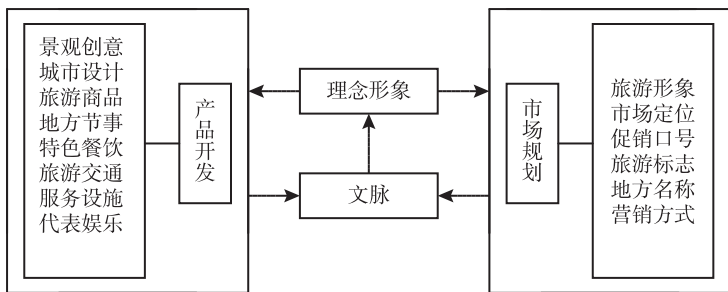 景观创意
城市设计
旅游商品
地方节事
特色餐饮
旅游交通
服务设施
代表娱乐
产品开发
理念形象
文脉
市场规划
旅游形象
市场定位
促销口号
旅游标志
地方名称
营销方式